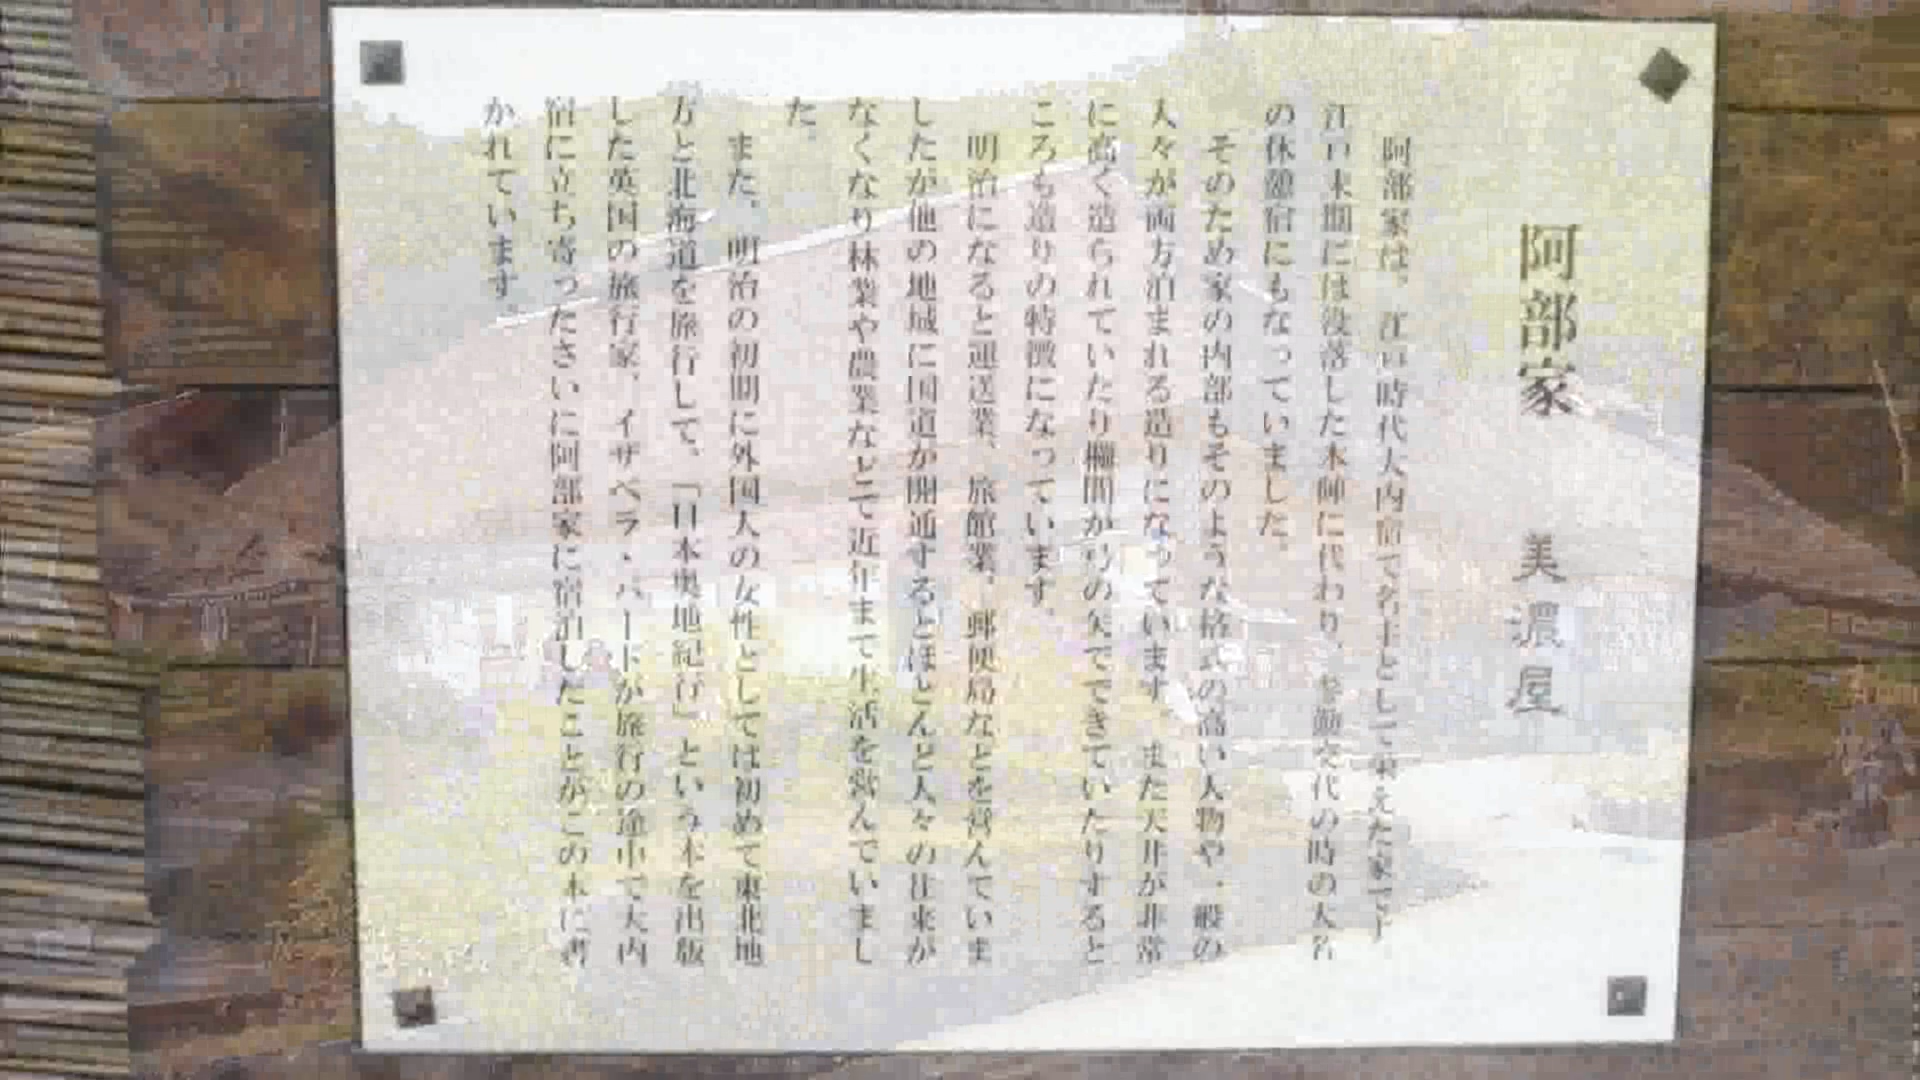 阿部家　美濃屋
　阿部家は、江戸時代大内宿で名主として栄えた家です
江戸末期には没落した本陣に代わり、参勤交代の時の大名
の休憩宿にもなっていました。
　そのため家の内部もそのような格式の高い人物や、一般の
人々が両方泊まれる造りになっています。また天井が非常
に高く造られていたり欄間が弓の矢でできていたりすると
ころも造りの特徴になっています。
　明治になると運送業、旅館業、郵便局などを営んでいま
したが他の地域に国道が開通するとほとんど人々の往来が
なくなり林業や農業などで近年まで生活を営んでいまし
た。
　また、明治の初期に外国人の女性としては初めて東北地
方と北海道を旅行して、「日本奥地紀行」という本を出版
した英国の旅行家、イザベラ・バードが旅行の途中で大内
宿に立ち寄ったさいに阿部家に宿泊したことがこの本に書
かれています。